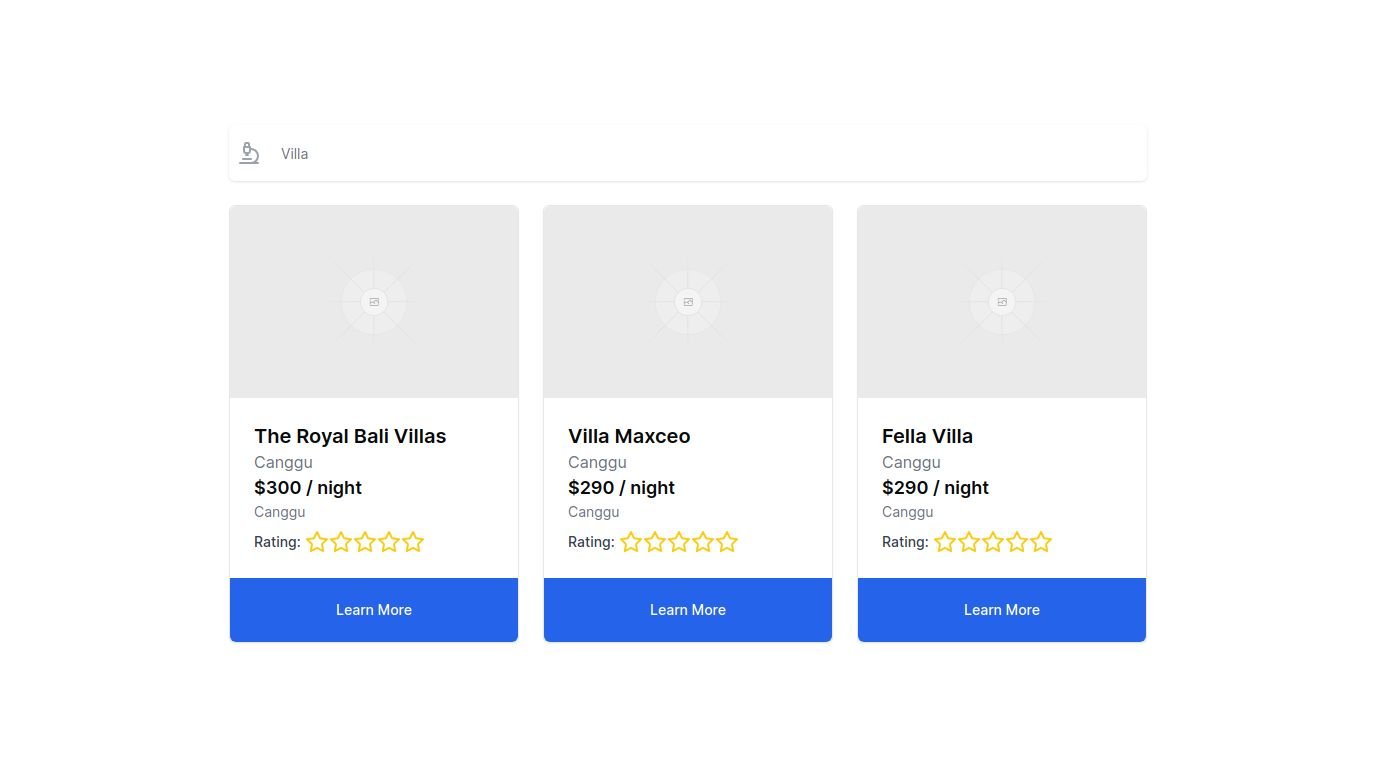 Villa
The Royal Bali Villas
Canggu
$300 / night
Canggu
Rating:
Learn More
Villa Maxceo
Canggu
$290 / night
Canggu
Rating:
Learn More
Fella Villa
Canggu
$290 / night
Canggu
Rating:
Learn More